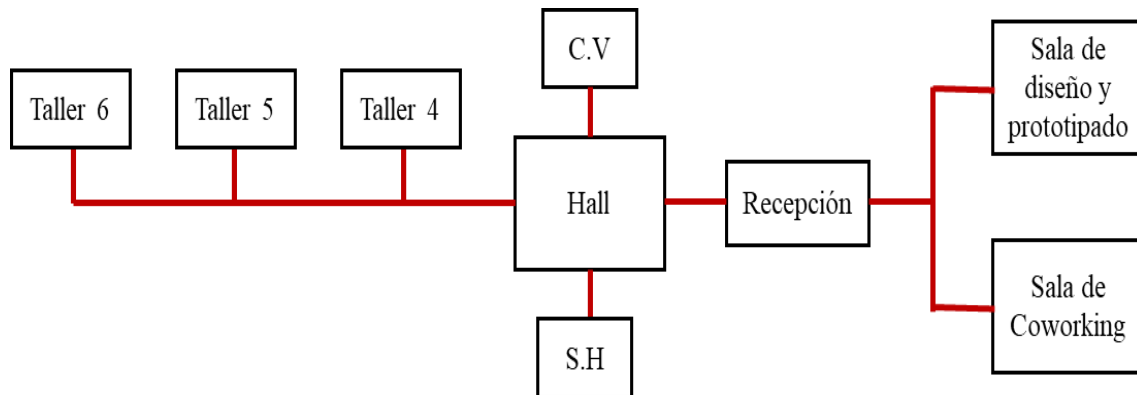 C.V
Taller 6
Taller 5
Taller 4
Hall
Recepción
Sala de
diseño y
prototipado
Sala de
Coworking
S.H